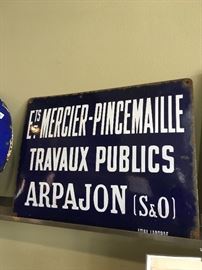 Ets MERCIER-PINCEMAILLE
TRAVAUX PUBLICS
ARPAJON (S&O)